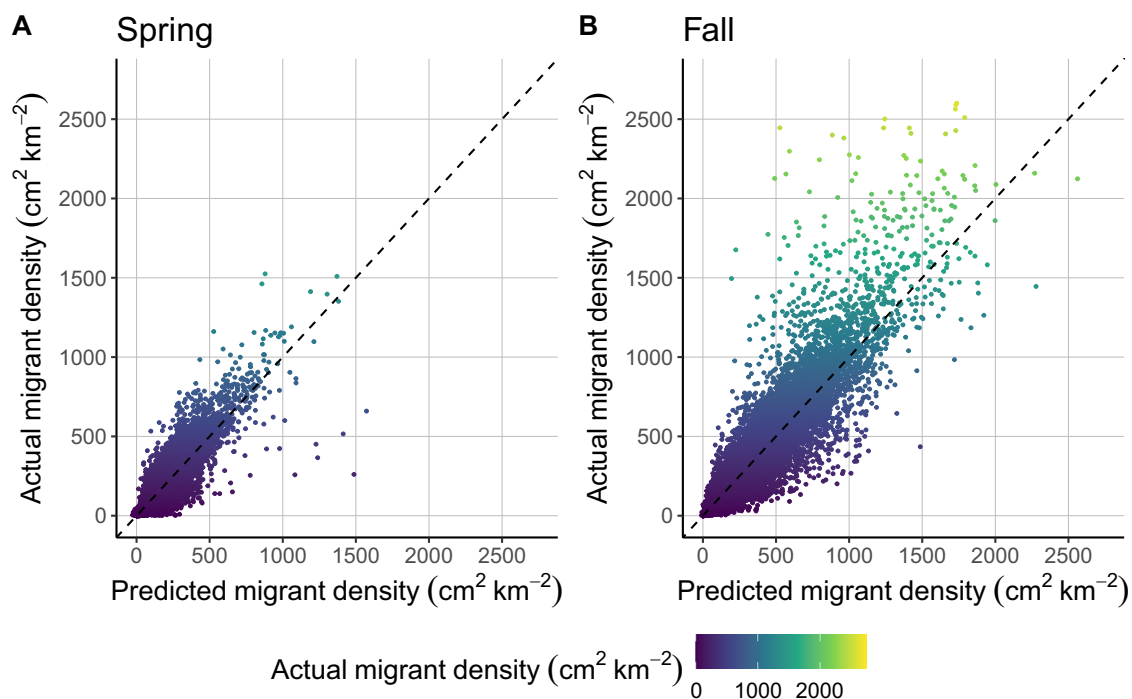 A Spring
B Fall
Actual migrant density (cm² km⁻²)
2500
2000
1500
1000
500
0
0 500 1000 1500 2000 2500
Predicted migrant density (cm² km⁻²)
Actual migrant density (cm² km⁻²)
2500
2000
1500
1000
500
0
0 500 1000 1500 2000 2500
Predicted migrant density (cm² km⁻²)
Actual migrant density (cm² km⁻²)
0 1000 2000